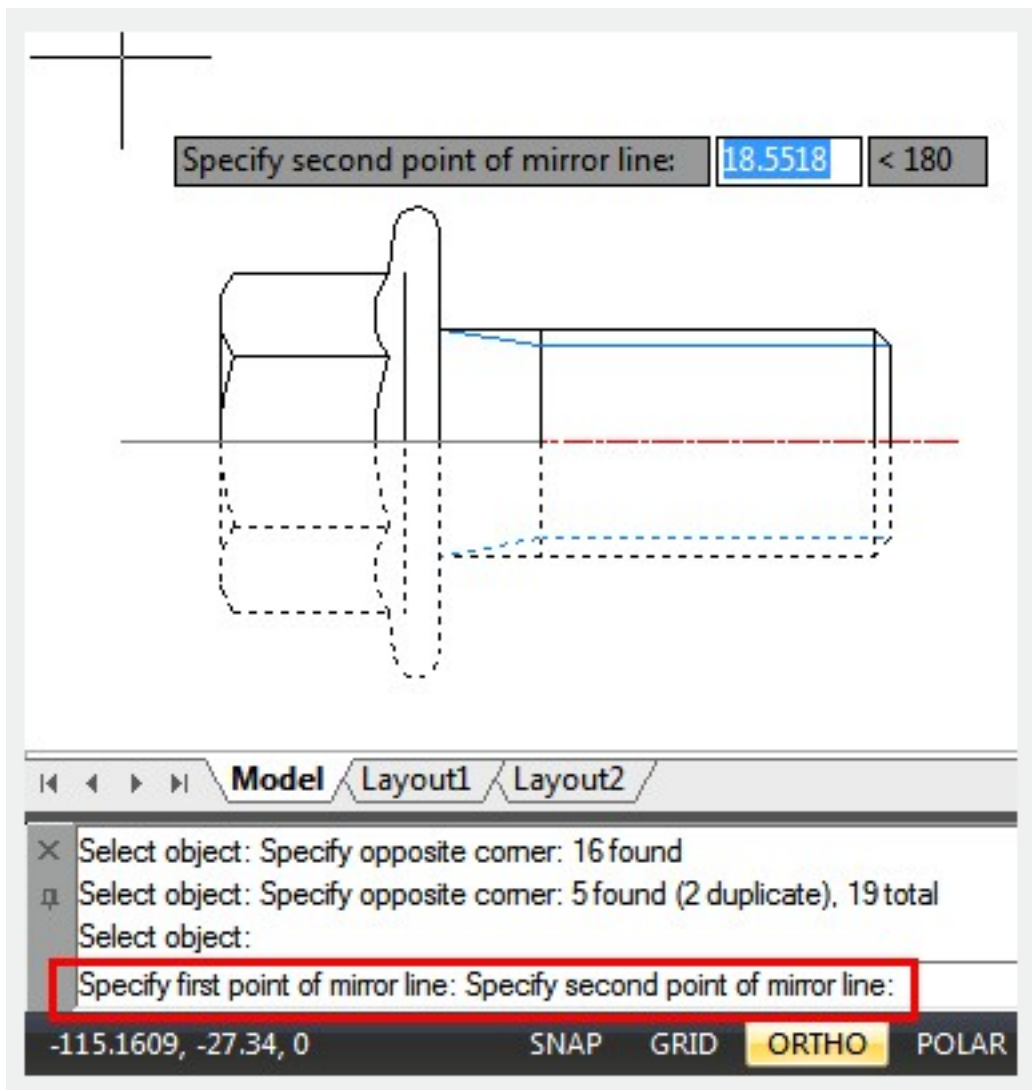 Specify second point of mirror line: 18.5518 < 180
Model Layout1 Layout2
Select object: Specify opposite corner: 16 found
Select object: Specify opposite corner: 5 found (2 duplicate), 19 total
Select object:
Specify first point of mirror line: Specify second point of mirror line:
-115.1609, -27.34, 0 SNAP GRID ORTHO POLAR